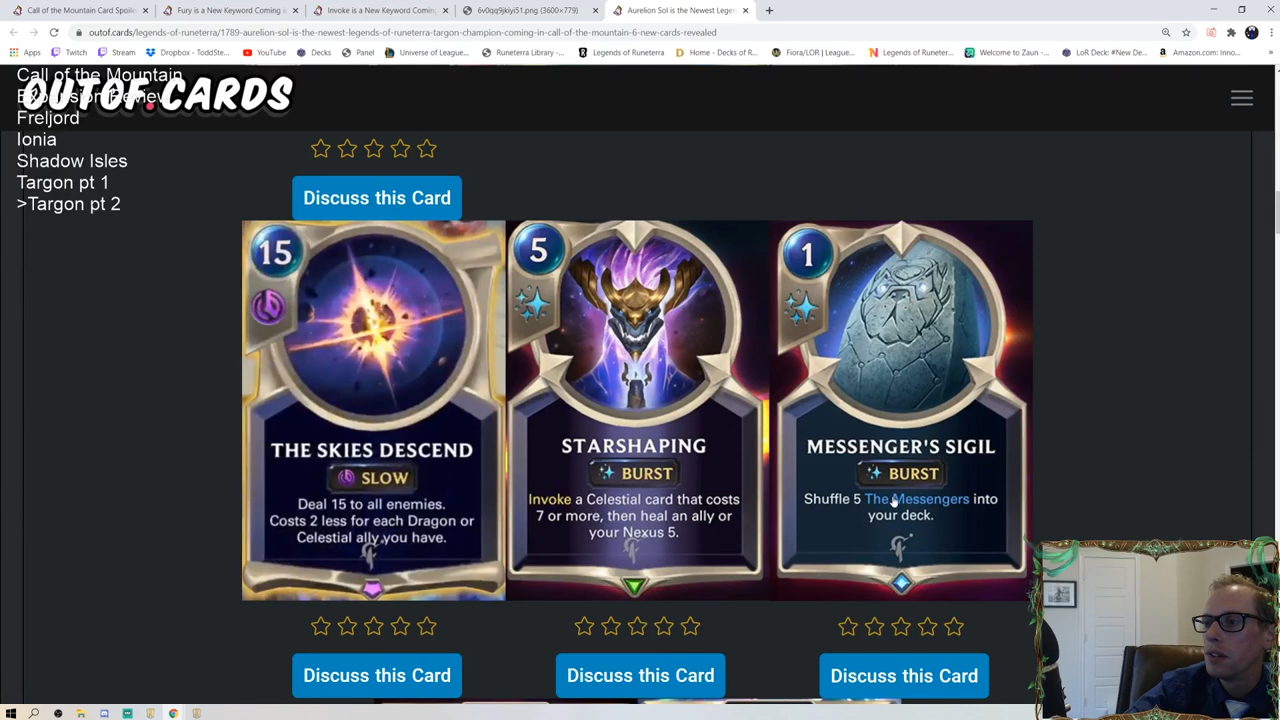 Call of the Mountain Card Spoile
Fury is a New Keyword Coming i
Invoke is a New Keyword Coming
6v0qq9jkiyi51.png (3600×779)
Aurelion Sol is the Newest Legen
outof.cards/legends-of-runeterra/1789-aurelion-sol-is-the-newest-legends-of-runeterra-targon-champion-coming-in-call-of-the-mountain-6-new-cards-revealed
Apps
Twitch
Stream
Dropbox - ToddSte...
YouTube
Decks
Panel
Universe of League...
Runeterra Library -...
Legends of Runeterra
Home - Decks of R...
Fiora/LOR | Legend...
Legends of Runeter...
Welcome to Zaun -...
LoR Deck: #New De...
Amazon.com: Inno...
OUTOF.CARDS
Call of the Mountain
Expansion Review
Freljord
Ionia
Shadow Isles
Targon pt 1
>Targon pt 2
Discuss this Card
15
THE SKIES DESCEND
SLOW
Deal 15 to all enemies.
Costs 2 less for each Dragon or
Celestial ally you have.
5
STARSHAPING
BURST
Invoke a Celestial card that costs
7 or more, then heal an ally or
your Nexus 5.
1
MESSENGER'S SIGIL
BURST
Shuffle 5 The Messengers into
your deck.
Discuss this Card
Discuss this Card
Discuss this Card